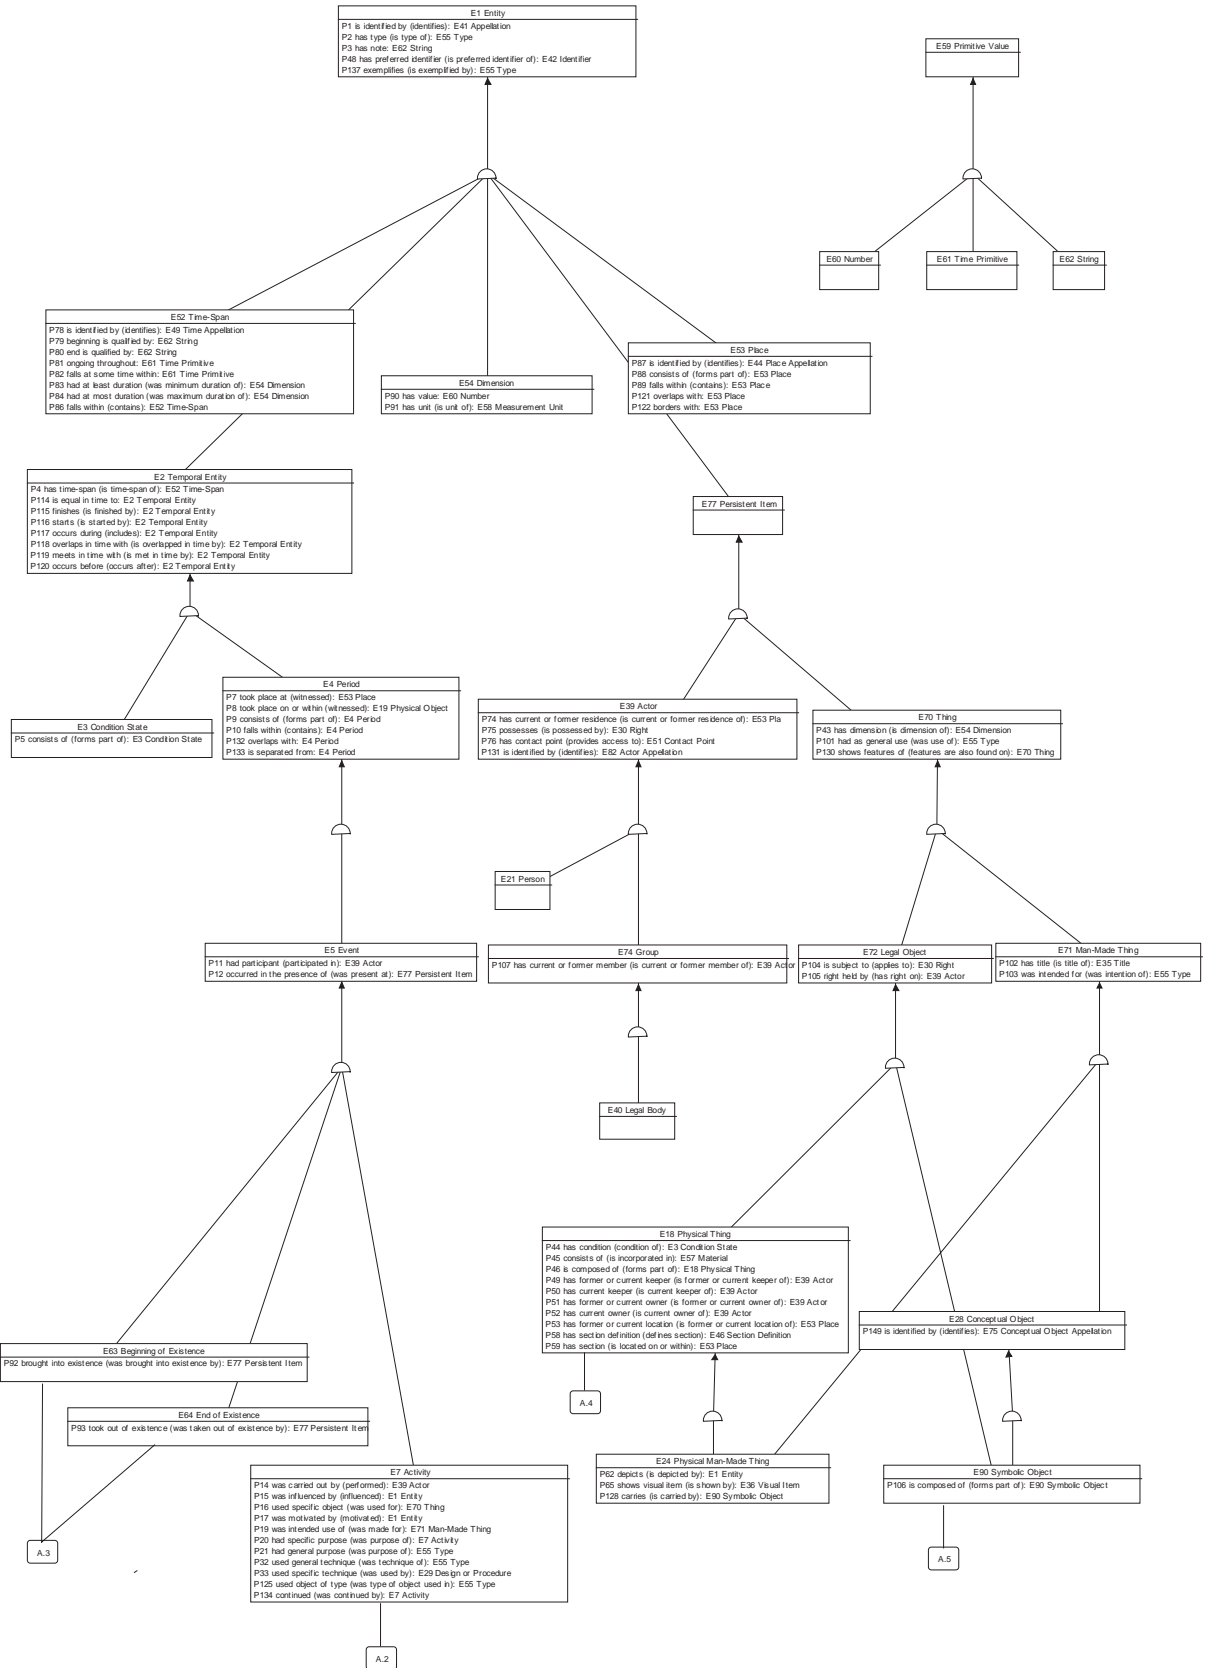 E1 Entity
P1 is identified by (identifies): E41 Appellation
P2 has type (is type of): E55 Type
P3 has note: E62 String
P48 has preferred identifier (is preferred identifier of): E42 Identifier
P137 exemplifies (is exemplified by): E55 Type
E59 Primitive Value
E60 Number
E61 Time Primitive
E62 String
E52 Time-Span
P78 is identified by (identifies): E49 Time Appellation
P79 beginning is qualified by: E62 String
P80 end is qualified by: E62 String
P81 ongoing throughout: E61 Time Primitive
P82 falls at some time within: E61 Time Primitive
P83 had at least duration (was minimum duration of): E54 Dimension
P84 had at most duration (was maximum duration of): E54 Dimension
P86 falls within (contains): E52 Time-Span
E54 Dimension
P90 has value: E60 Number
P91 has unit (is unit of): E58 Measurement Unit
E53 Place
P87 is identified by (identifies): E44 Place Appellation
P88 consists of (forms part of): E53 Place
P89 falls within (contains): E53 Place
P121 overlaps with: E53 Place
P122 borders with: E53 Place
E2 Temporal Entity
P4 has time-span (is time-span of): E52 Time-Span
P114 is equal in time to: E2 Temporal Entity
P115 finishes (is finished by): E2 Temporal Entity
P116 starts (is started by): E2 Temporal Entity
P117 occurs during (includes): E2 Temporal Entity
P118 overlaps in time with (is overlapped in time by): E2 Temporal Entity
P119 meets in time with (is met in time by): E2 Temporal Entity
P120 occurs before (occurs after): E2 Temporal Entity
E77 Persistent Item
E3 Condition State
P5 consists of (forms part of): E3 Condition State
E4 Period
P7 took place at (witnessed): E53 Place
P8 took place on or within (witnessed): E19 Physical Object
P9 consists of (forms part of): E4 Period
P10 falls within (contains): E4 Period
P132 overlaps with: E4 Period
P133 is separated from: E4 Period
E39 Actor
P74 has current or former residence (is current or former residence of): E53 Pla
P75 possesses (is possessed by): E30 Right
P76 has contact point (provides access to): E51 Contact Point
P131 is identified by (identifies): E82 Actor Appellation
E70 Thing
P43 has dimension (is dimension of): E54 Dimension
P101 had as general use (was use of): E55 Type
P130 shows features of (features are also found on): E70 Thing
E21 Person
E5 Event
P11 had participant (participated in): E39 Actor
P12 occurred in the presence of (was present at): E77 Persistent Item
E74 Group
P107 has current or former member (is current or former member of): E39 Actor
E72 Legal Object
P104 is subject to (applies to): E30 Right
P105 right held by (has right on): E39 Actor
E71 Man-Made Thing
P102 has title (is title of): E35 Title
P103 was intended for (was intention of): E55 Type
E40 Legal Body
E18 Physical Thing
P44 has condition (condition of): E3 Condition State
P45 consists of (is incorporated in): E57 Material
P46 is composed of (forms part of): E18 Physical Thing
P49 has former or current keeper (is former or current keeper of): E39 Actor
P50 has current keeper (is current keeper of): E39 Actor
P51 has former or current owner (is former or current owner of): E39 Actor
P52 has current owner (is current owner of): E39 Actor
P53 has former or current location (is former or current location of): E53 Place
P58 has section definition (defines section): E46 Section Definition
P59 has section (is located on or within): E53 Place
E28 Conceptual Object
P149 is identified by (identifies): E75 Conceptual Object Appellation
E63 Beginning of Existence
P92 brought into existence (was brought into existence by): E77 Persistent Item
A.4
E64 End of Existence
P93 took out of existence (was taken out of existence by): E77 Persistent Item
E24 Physical Man-Made Thing
P62 depicts (is depicted by): E1 Entity
P65 shows visual item (is shown by): E36 Visual Item
P128 carries (is carried by): E90 Symbolic Object
E90 Symbolic Object
P106 is composed of (forms part of): E90 Symbolic Object
E7 Activity
P14 was carried out by (performed): E39 Actor
P15 was influenced by (influenced): E1 Entity
P16 used specific object (was used for): E70 Thing
P17 was motivated by (motivated): E1 Entity
P19 was intended use of (was made for): E71 Man-Made Thing
P20 had specific purpose (was purpose of): E7 Activity
P21 had general purpose (was purpose of): E55 Type
P32 used general technique (was technique of): E55 Type
P33 used specific technique (was used by): E29 Design or Procedure
P125 used object of type (was type of object used in): E55 Type
P134 continued (was continued by): E7 Activity
A.3
A.5
A.2